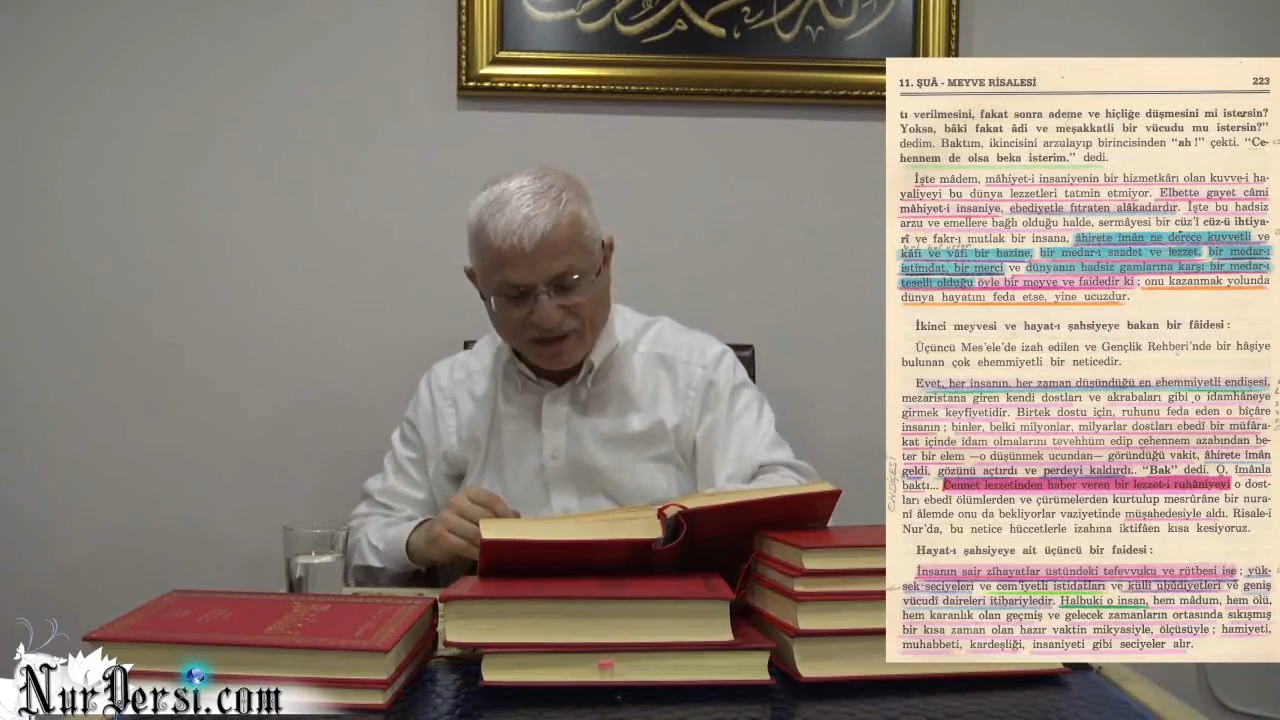 11. ŞUÂ - MEYVE RİSALESİ 223
tı verilmesini, fakat sonra ademe ve hiçliğe düşmesini mi istersin?
Yoksa, bâki fakat âdi ve meşakkatli bir vücudu mu istersin?”
dedim. Baktım, ikincisini arzulayıp birincisinden “ah!” çekti. “Ce-
hennem de olsa beka isterim.” dedi.
İşte mâdem, mâhiyet-i insaniyenin bir hizmetkârı olan kuvve-i ha-
yaliyeyi bu dünya lezzetleri tatmin etmiyor. Elbette gayet câmi
mâhiyet-i insaniye, ebediyetle fıtraten alâkadardır. İşte bu hadsiz
arzu ve emellere bağlı olduğu halde, sermâyesi bir cüz’î cüz-ü ihtiya-
rî ve fakr-ı mutlak bir insana, âhirete îmân ne derece kuvvetli ve
kâfi ve vâfi bir hazine, bir medar-ı saadet ve lezzet, bir medar-ı
istimdat, bir merci ve dünyanın hadsiz gamlarına karşı bir medar-ı
teselli olduğu öyle bir meyve ve faidedir ki; onu kazanmak yolunda
dünya hayatını feda etse, yine ucuzdur.
İkinci meyvesi ve hayat-ı şahsiyeye bakan bir fâidesi:
Üçüncü Mes’ele’de izah edilen ve Gençlik Rehberi’nde bir hâşiye
bulunan çok ehemmiyetli bir neticedir.
Evet, her insanın, her zaman düşündüğü en ehemmiyetli endişesi,
mezaristana giren kendi dostları ve akrabaları gibi o idamhâneye
girmek keyfiyetidir. Birtek dostu için, ruhunu feda eden o bîçâre
insanın; binler, belki milyonlar, milyarlar dostları ebedî bir müfâra-
kat içinde îdam olmalarını tevehhüm edip cehennem azabından be-
ter bir elem —o düşünmek ucundan— göründüğü vakit, âhirete îmân
geldi, gözünü açtırdı ve perdeyi kaldırdı.. “Bak” dedi. O, îmânla
baktı... Cennet lezzetinden haber veren bir lezzet-i ruhâniyeyi o dost-
ları ebedî ölümlerden ve çürümelerden kurtulup mesrûrâne bir nura-
nî âlemde onu da bekliyorlar vaziyetinde müşahedesiyle aldı. Risale-i
Nur’da, bu netice hüccetlerle izahına iktifâen kısa kesiyoruz.
Hayat-ı şahsiyeye ait üçüncü bir faidesi:
İnsanın sair zîhayatlar üstündeki tefevvuku ve rütbesi ise; yük-
sek seciyeleri ve cem’iyetli istidatları ve küllî ubûdiyetleri ve geniş
vücudî daireleri itibariyledir. Halbuki o insan, hem mâdum, hem ölü,
hem karanlık olan geçmiş ve gelecek zamanların ortasında sıkışmış
bir kısa zaman olan hazır vaktin mikyasiyle, ölçüsüyle; hamiyeti,
muhabbeti, kardeşliği, insaniyeti gibi seciyeler alır.
ENDİŞESİ
NurDersi.com